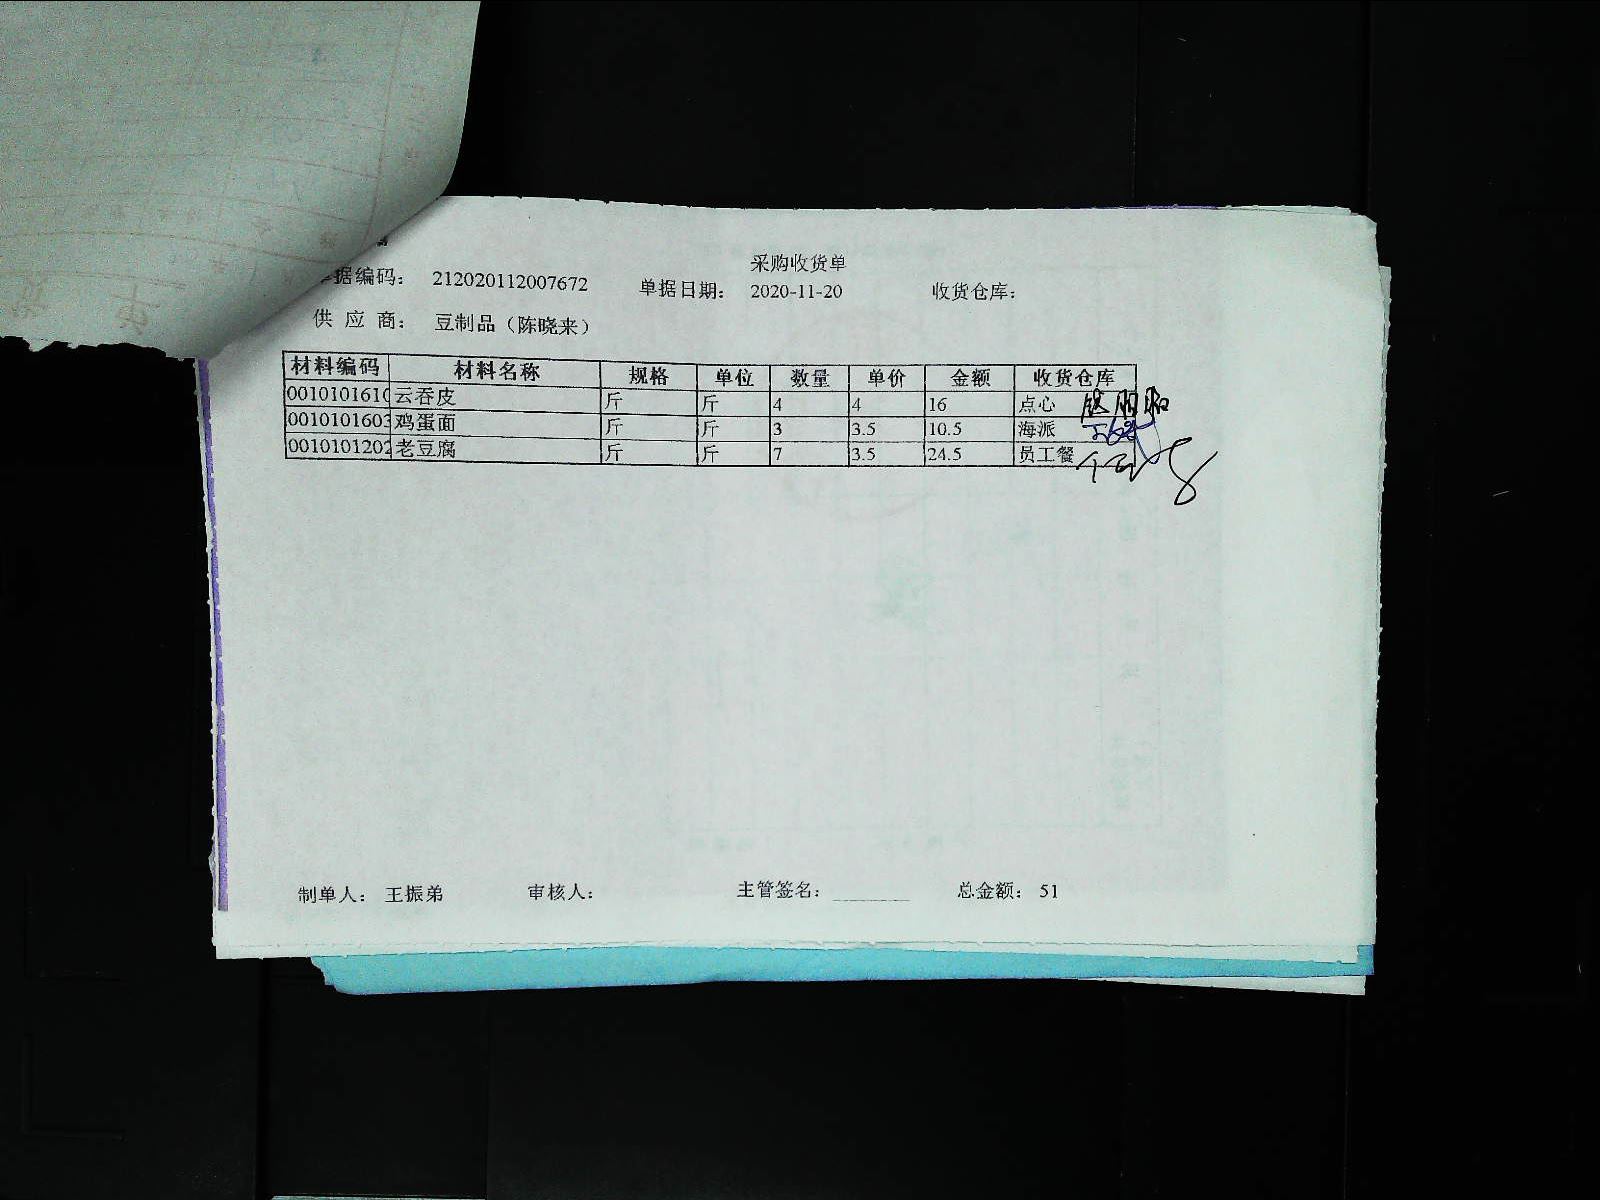 采购收货单
据编码： 212020112007672 单据日期： 2020-11-20 收货仓库：
供 应 商： 豆制品（陈晓来）
材料编码 材料名称 规格 单位 数量 单价 金额 收货仓库
0010101610 云吞皮 斤 斤 4 4 16 点心
0010101603 鸡蛋面 斤 斤 3 3.5 10.5 海派
0010101202 老豆腐 斤 斤 7 3.5 24.5 员工餐
制单人： 王振弟 审核人： 主管签名： 总金额： 51